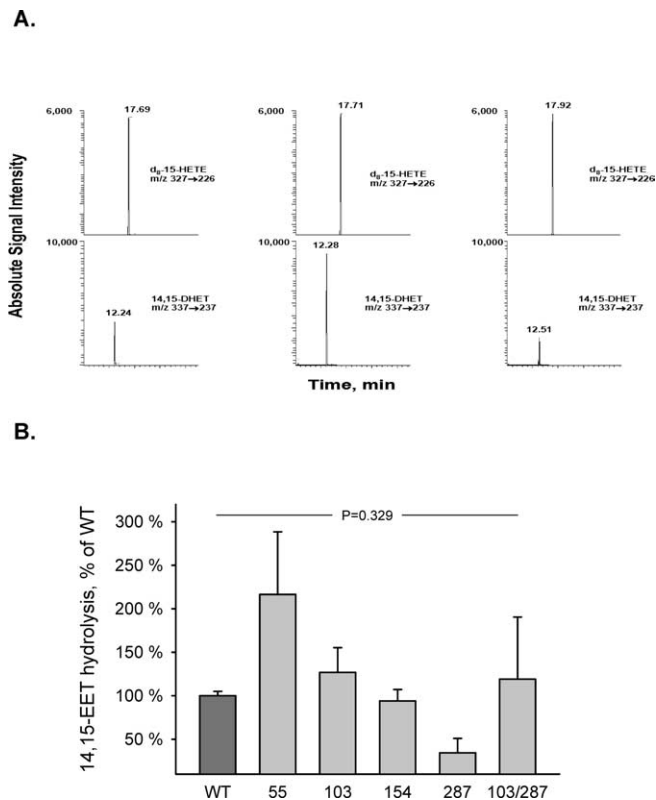 A.
6,000
17.69
d8-15-HETE
m/z 327→226
6,000
17.71
d8-15-HETE
m/z 327→226
6,000
17.92
d8-15-HETE
m/z 327→226
Absolute Signal Intensity
10,000
12.24
14,15-DHET
m/z 337→237
10,000
12.28
14,15-DHET
m/z 337→237
10,000
12.51
14,15-DHET
m/z 337→237
Time, min
B.
14,15-EET hydrolysis, % of WT
P=0.329
300 %
250 %
200 %
150 %
100 %
50 %
WT 55 103 154 287 103/287